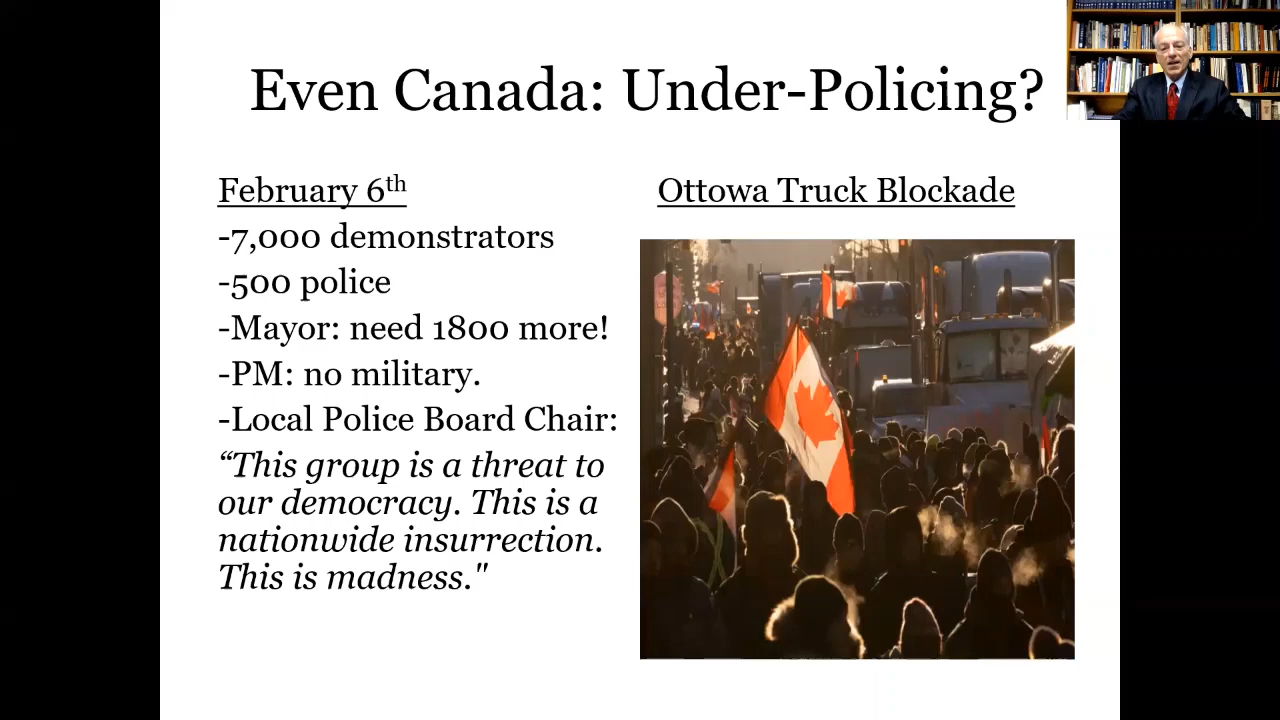 Even Canada: Under-Policing?
February 6th
-7,000 demonstrators
-500 police
-Mayor: need 1800 more!
-PM: no military.
-Local Police Board Chair:
“This group is a threat to
our democracy. This is a
nationwide insurrection.
This is madness."
Ottowa Truck Blockade